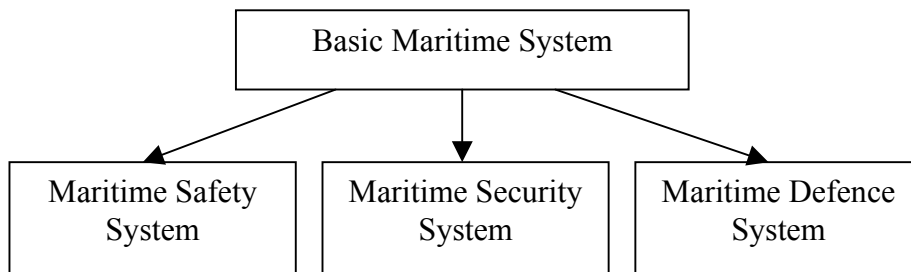 Basic Maritime System
Maritime Safety
System
Maritime Security
System
Maritime Defence
System